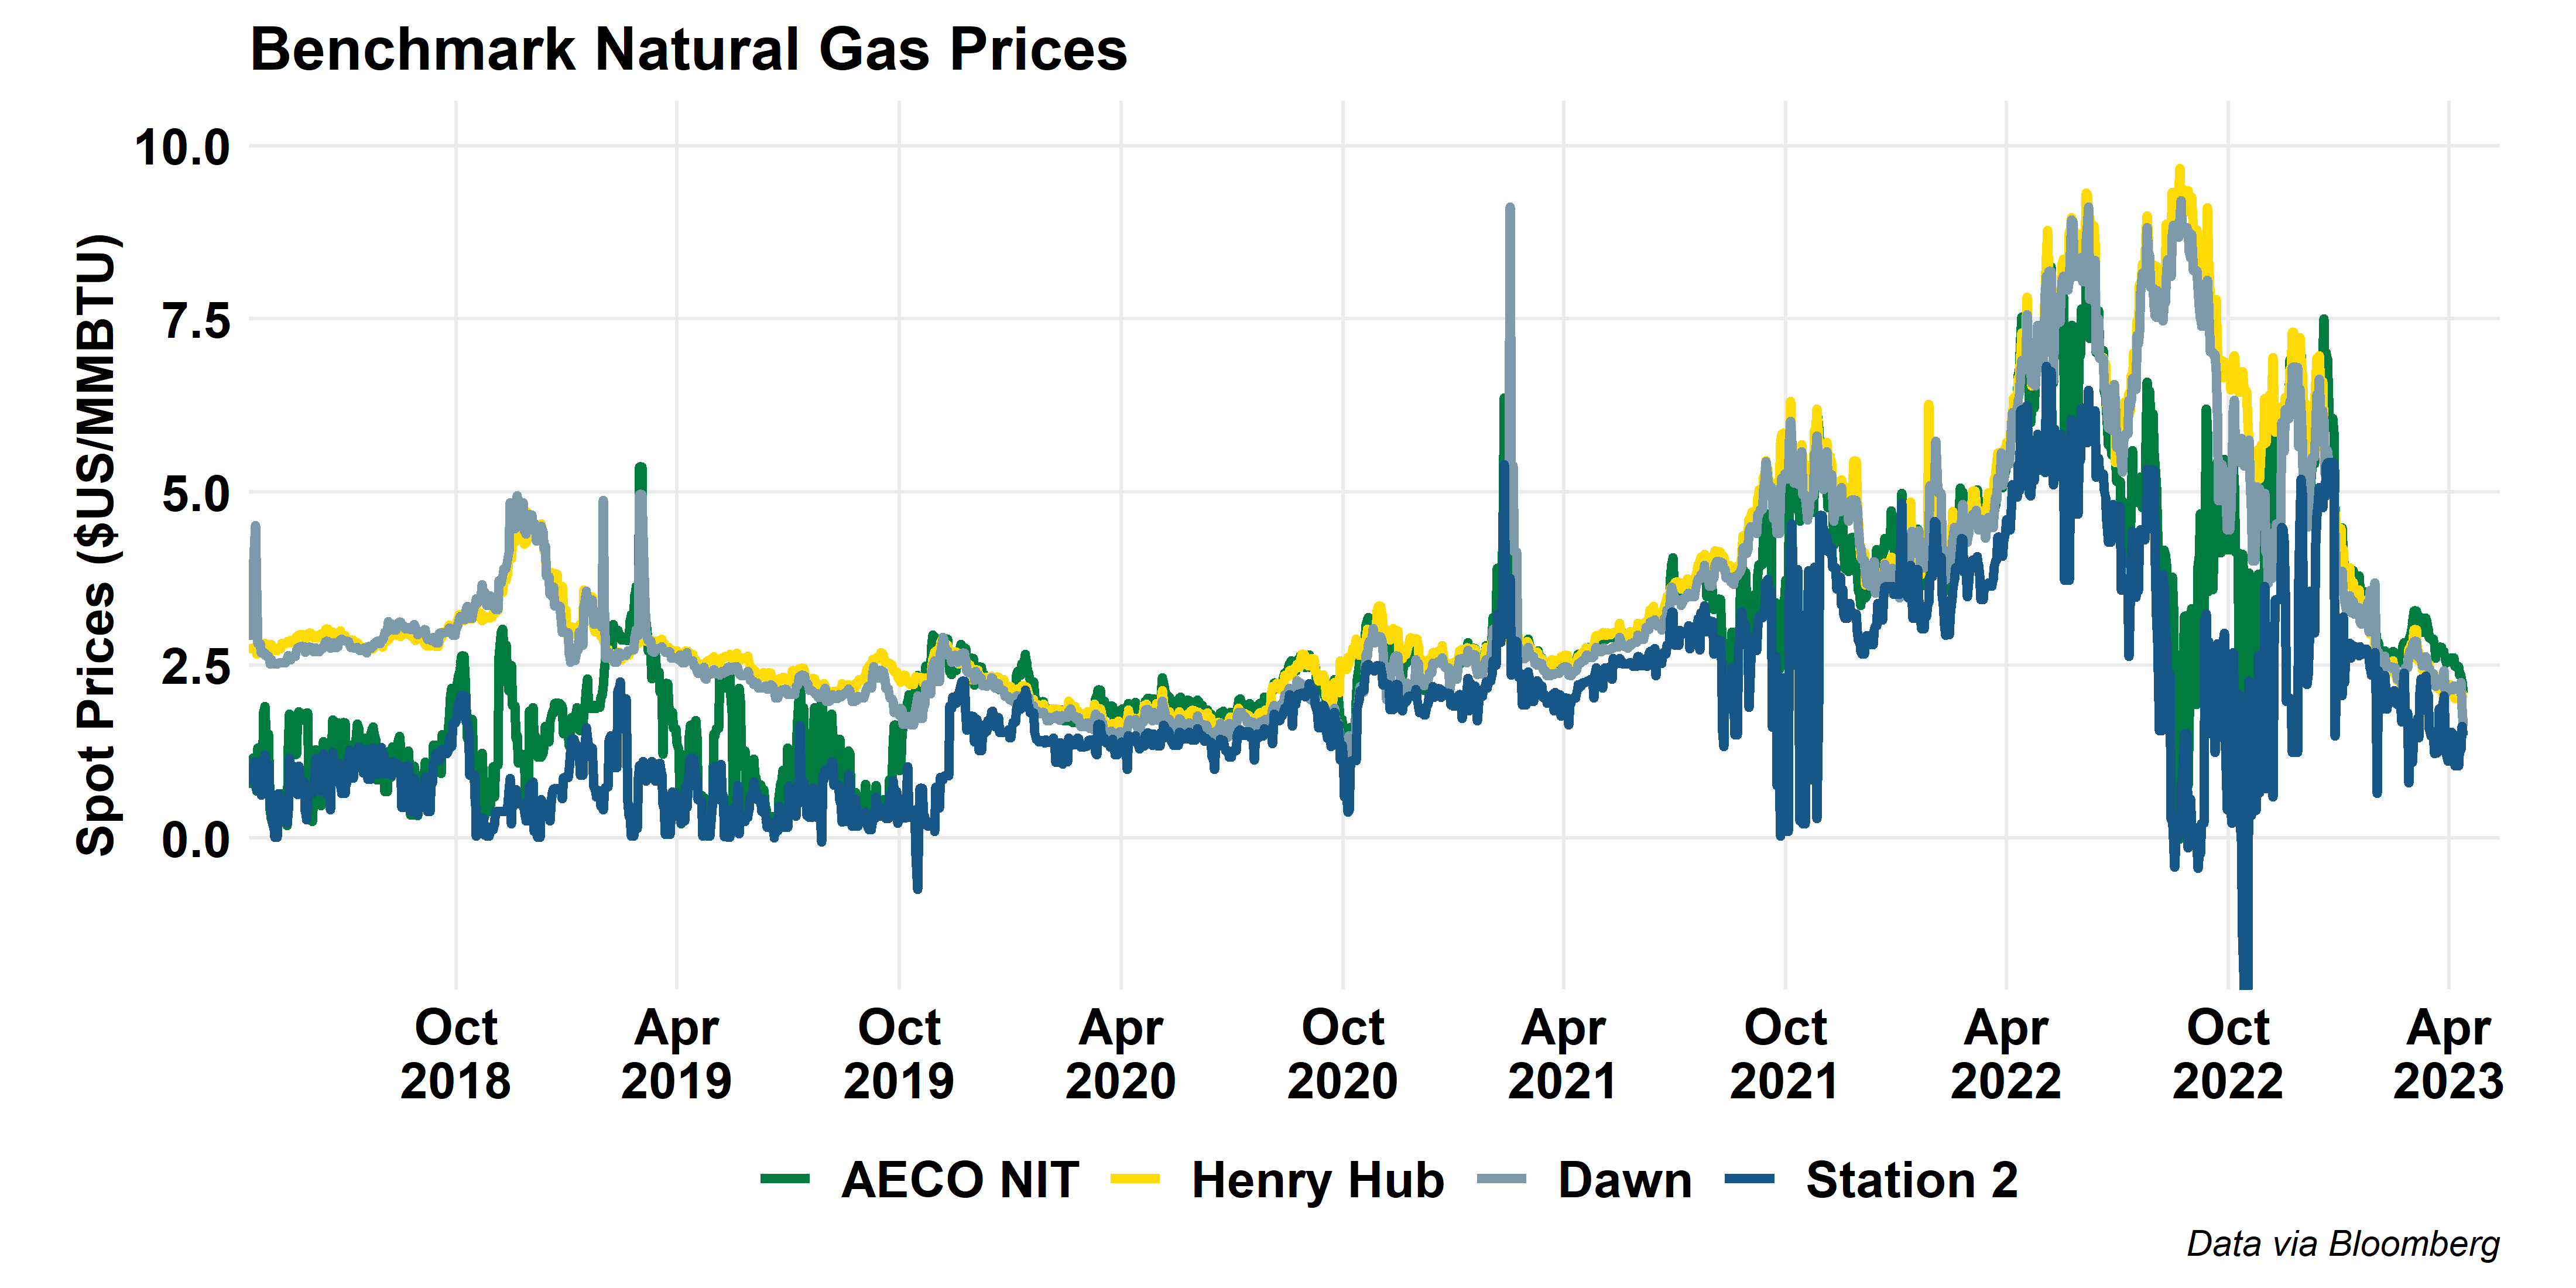 Benchmark Natural Gas Prices
Spot Prices ($US/MMBTU)
10.0
7.5
5.0
2.5
0.0
Oct Apr Oct Apr Oct Apr Oct Apr Oct Apr
2018 2019 2019 2020 2020 2021 2021 2022 2022 2023
AECO NIT Henry Hub Dawn Station 2
Data via Bloomberg